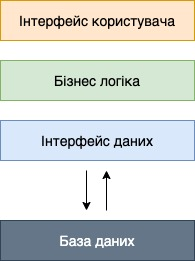 Інтерфейс користувача
Бізнес логіка
Інтерфейс даних
База даних